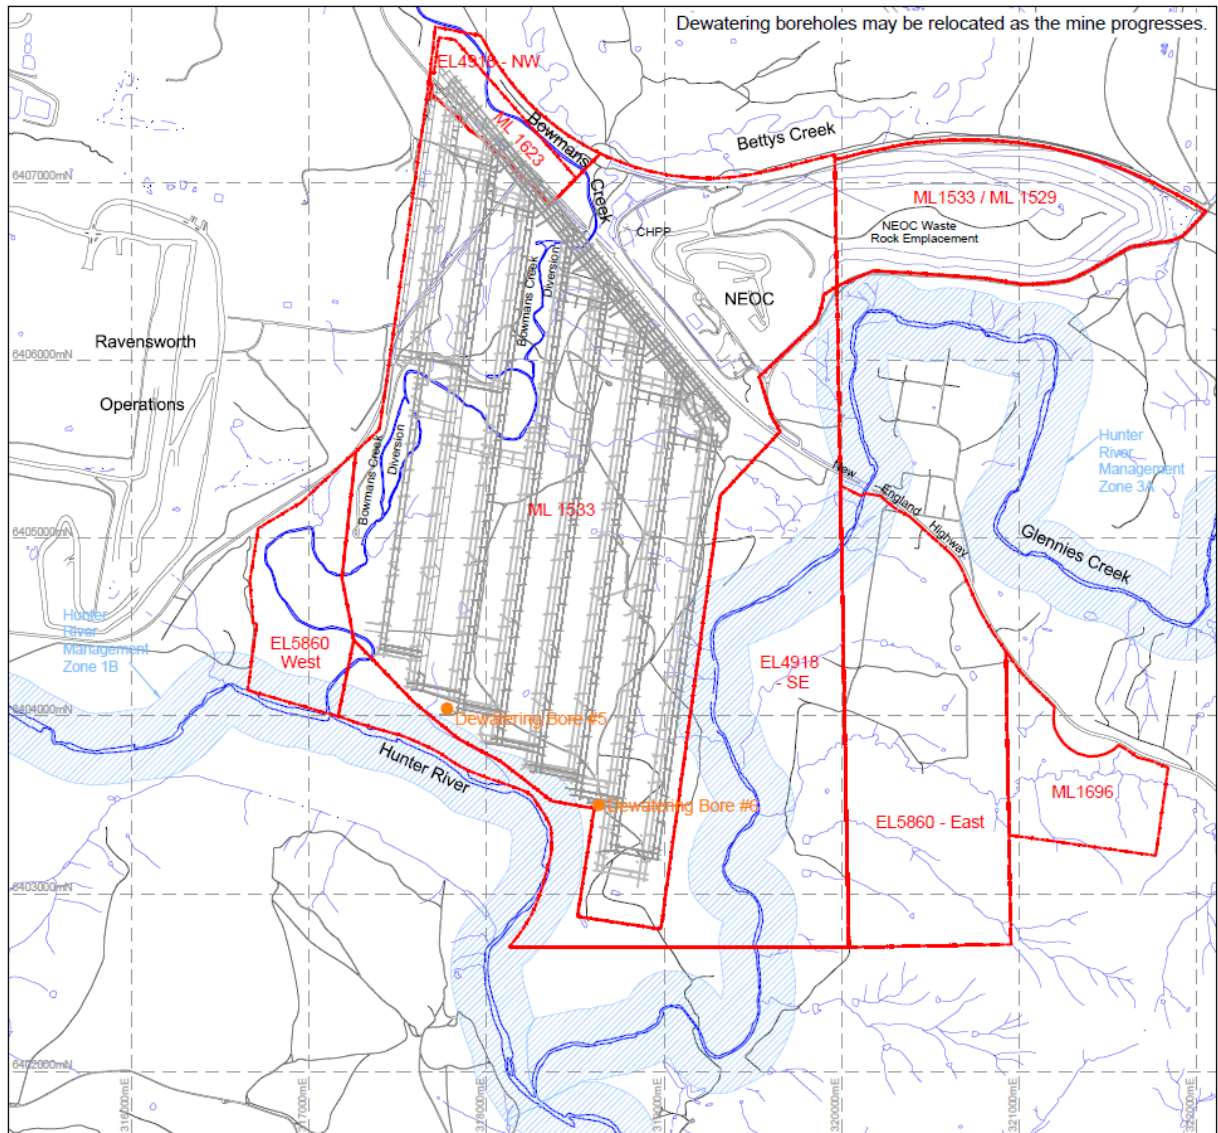 Dewatering boreholes may be relocated as the mine progresses.
EL4918 - NW
ML 1623
Bowmans
Creek
Bettys Creek
6407000mN
ML1533 / ML 1529
NEOC Waste
Rock Emplacement
CHPP
NEOC
Bowmans Creek
Diversion
Ravensworth
Operations
6406000mN
Bowmans Creek
Diversion
Hunter
River
Management
Zone 3A
New
England
Highway
ML 1533
6405000mN
Glennies Creek
Hunter
River
Management
Zone 1B
EL5860
West
EL4918
- SE
6404000mN
Dewatering Bore #5
Hunter River
Dewatering Bore #6
ML1696
EL5860 - East
6403000mN
6402000mN
316000mE
317000mE
318000mE
319000mE
320000mE
321000mE
322000mE